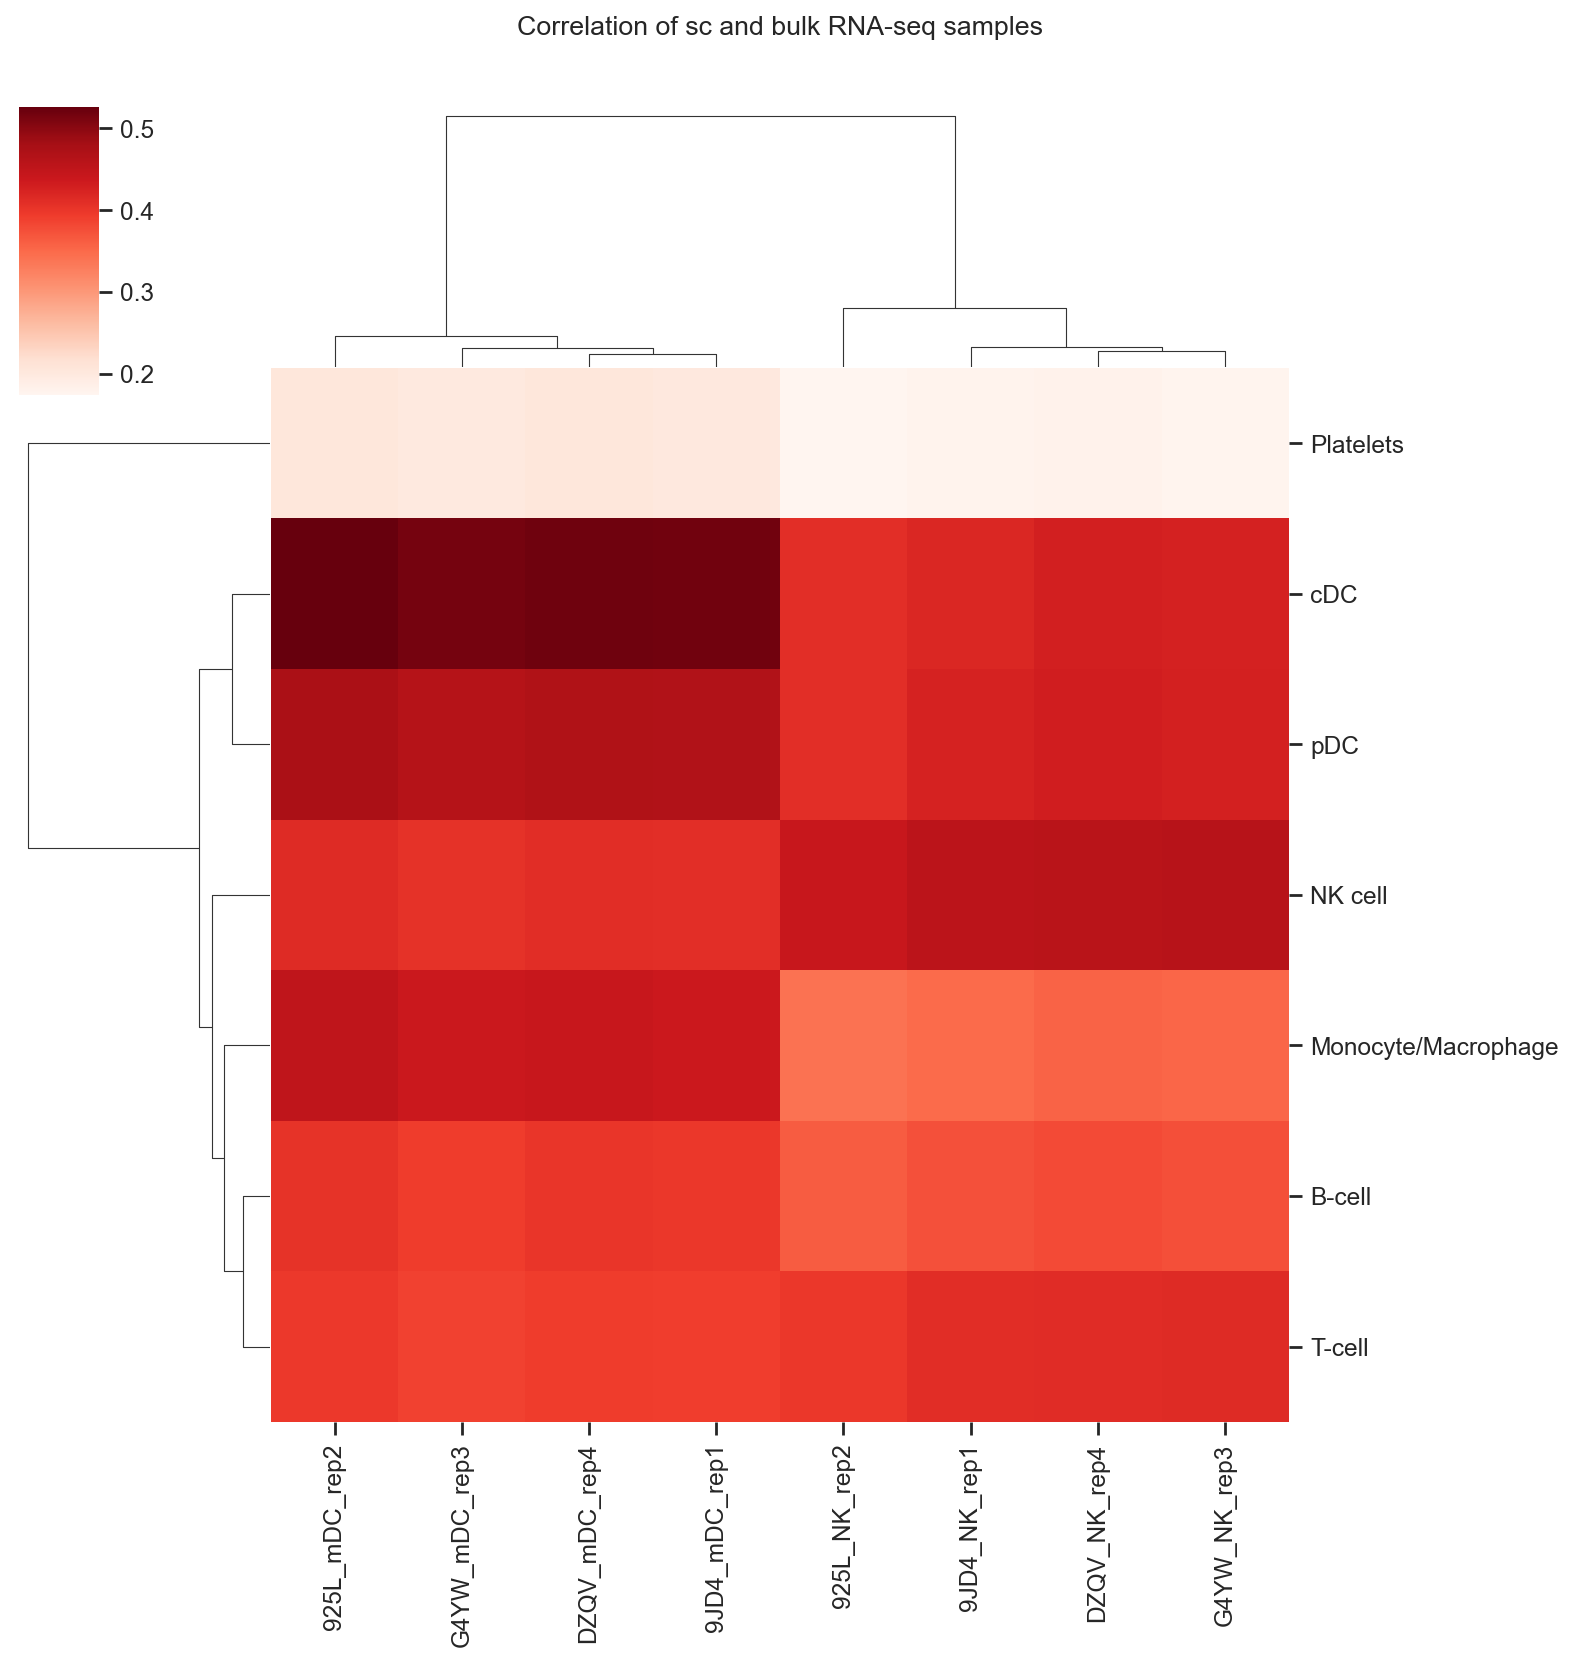 Correlation of sc and bulk RNA-seq samples
0.5
0.4
0.3
0.2
Platelets
cDC
pDC
NK cell
Monocyte/Macrophage
B-cell
T-cell
925L_mDC_rep2
G4YW_mDC_rep3
DZQV_mDC_rep4
9JD4_mDC_rep1
925L_NK_rep2
9JD4_NK_rep1
DZQV_NK_rep4
G4YW_NK_rep3